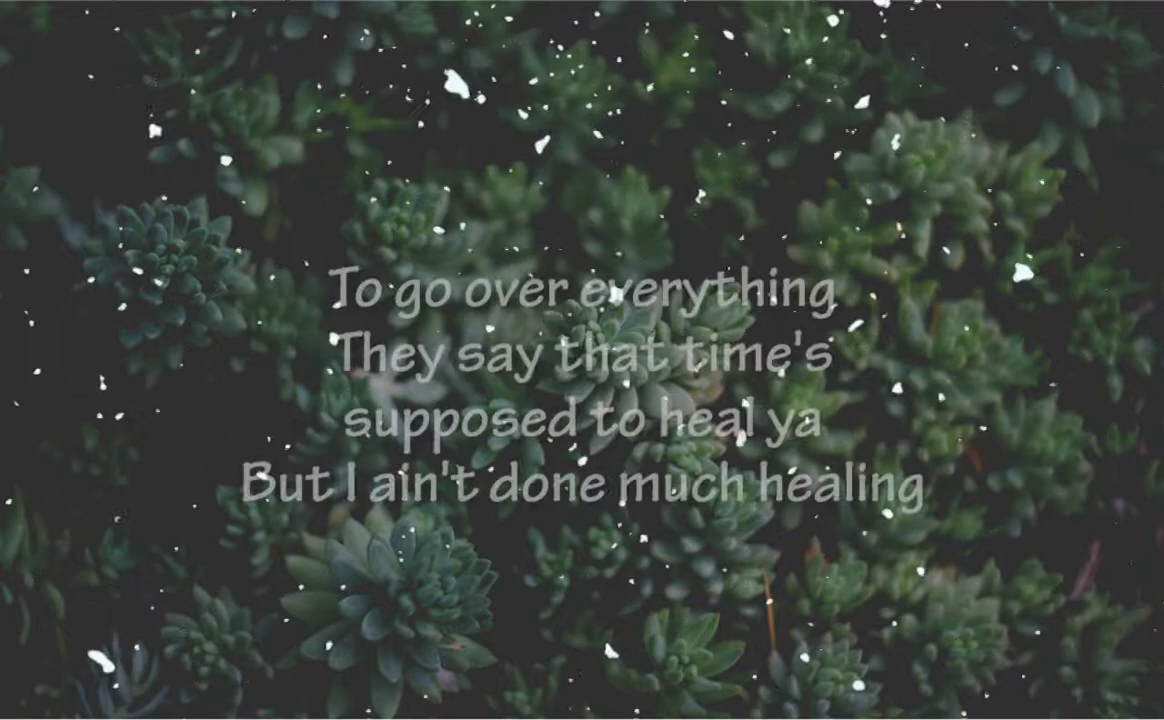 To go over everything
They say that time's
supposed to heal ya
But I ain't done much healing